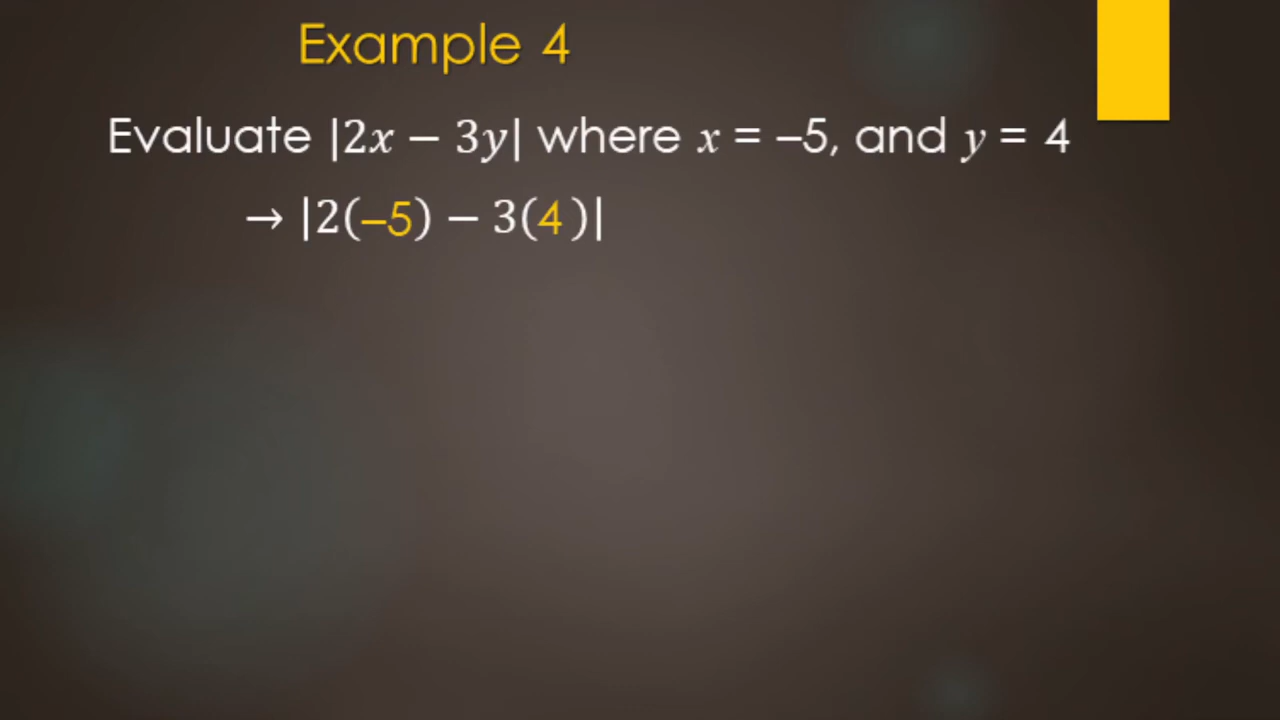 Example 4
Evaluate |2x − 3y| where x = –5, and y = 4
→ |2(–5) − 3(4 )|